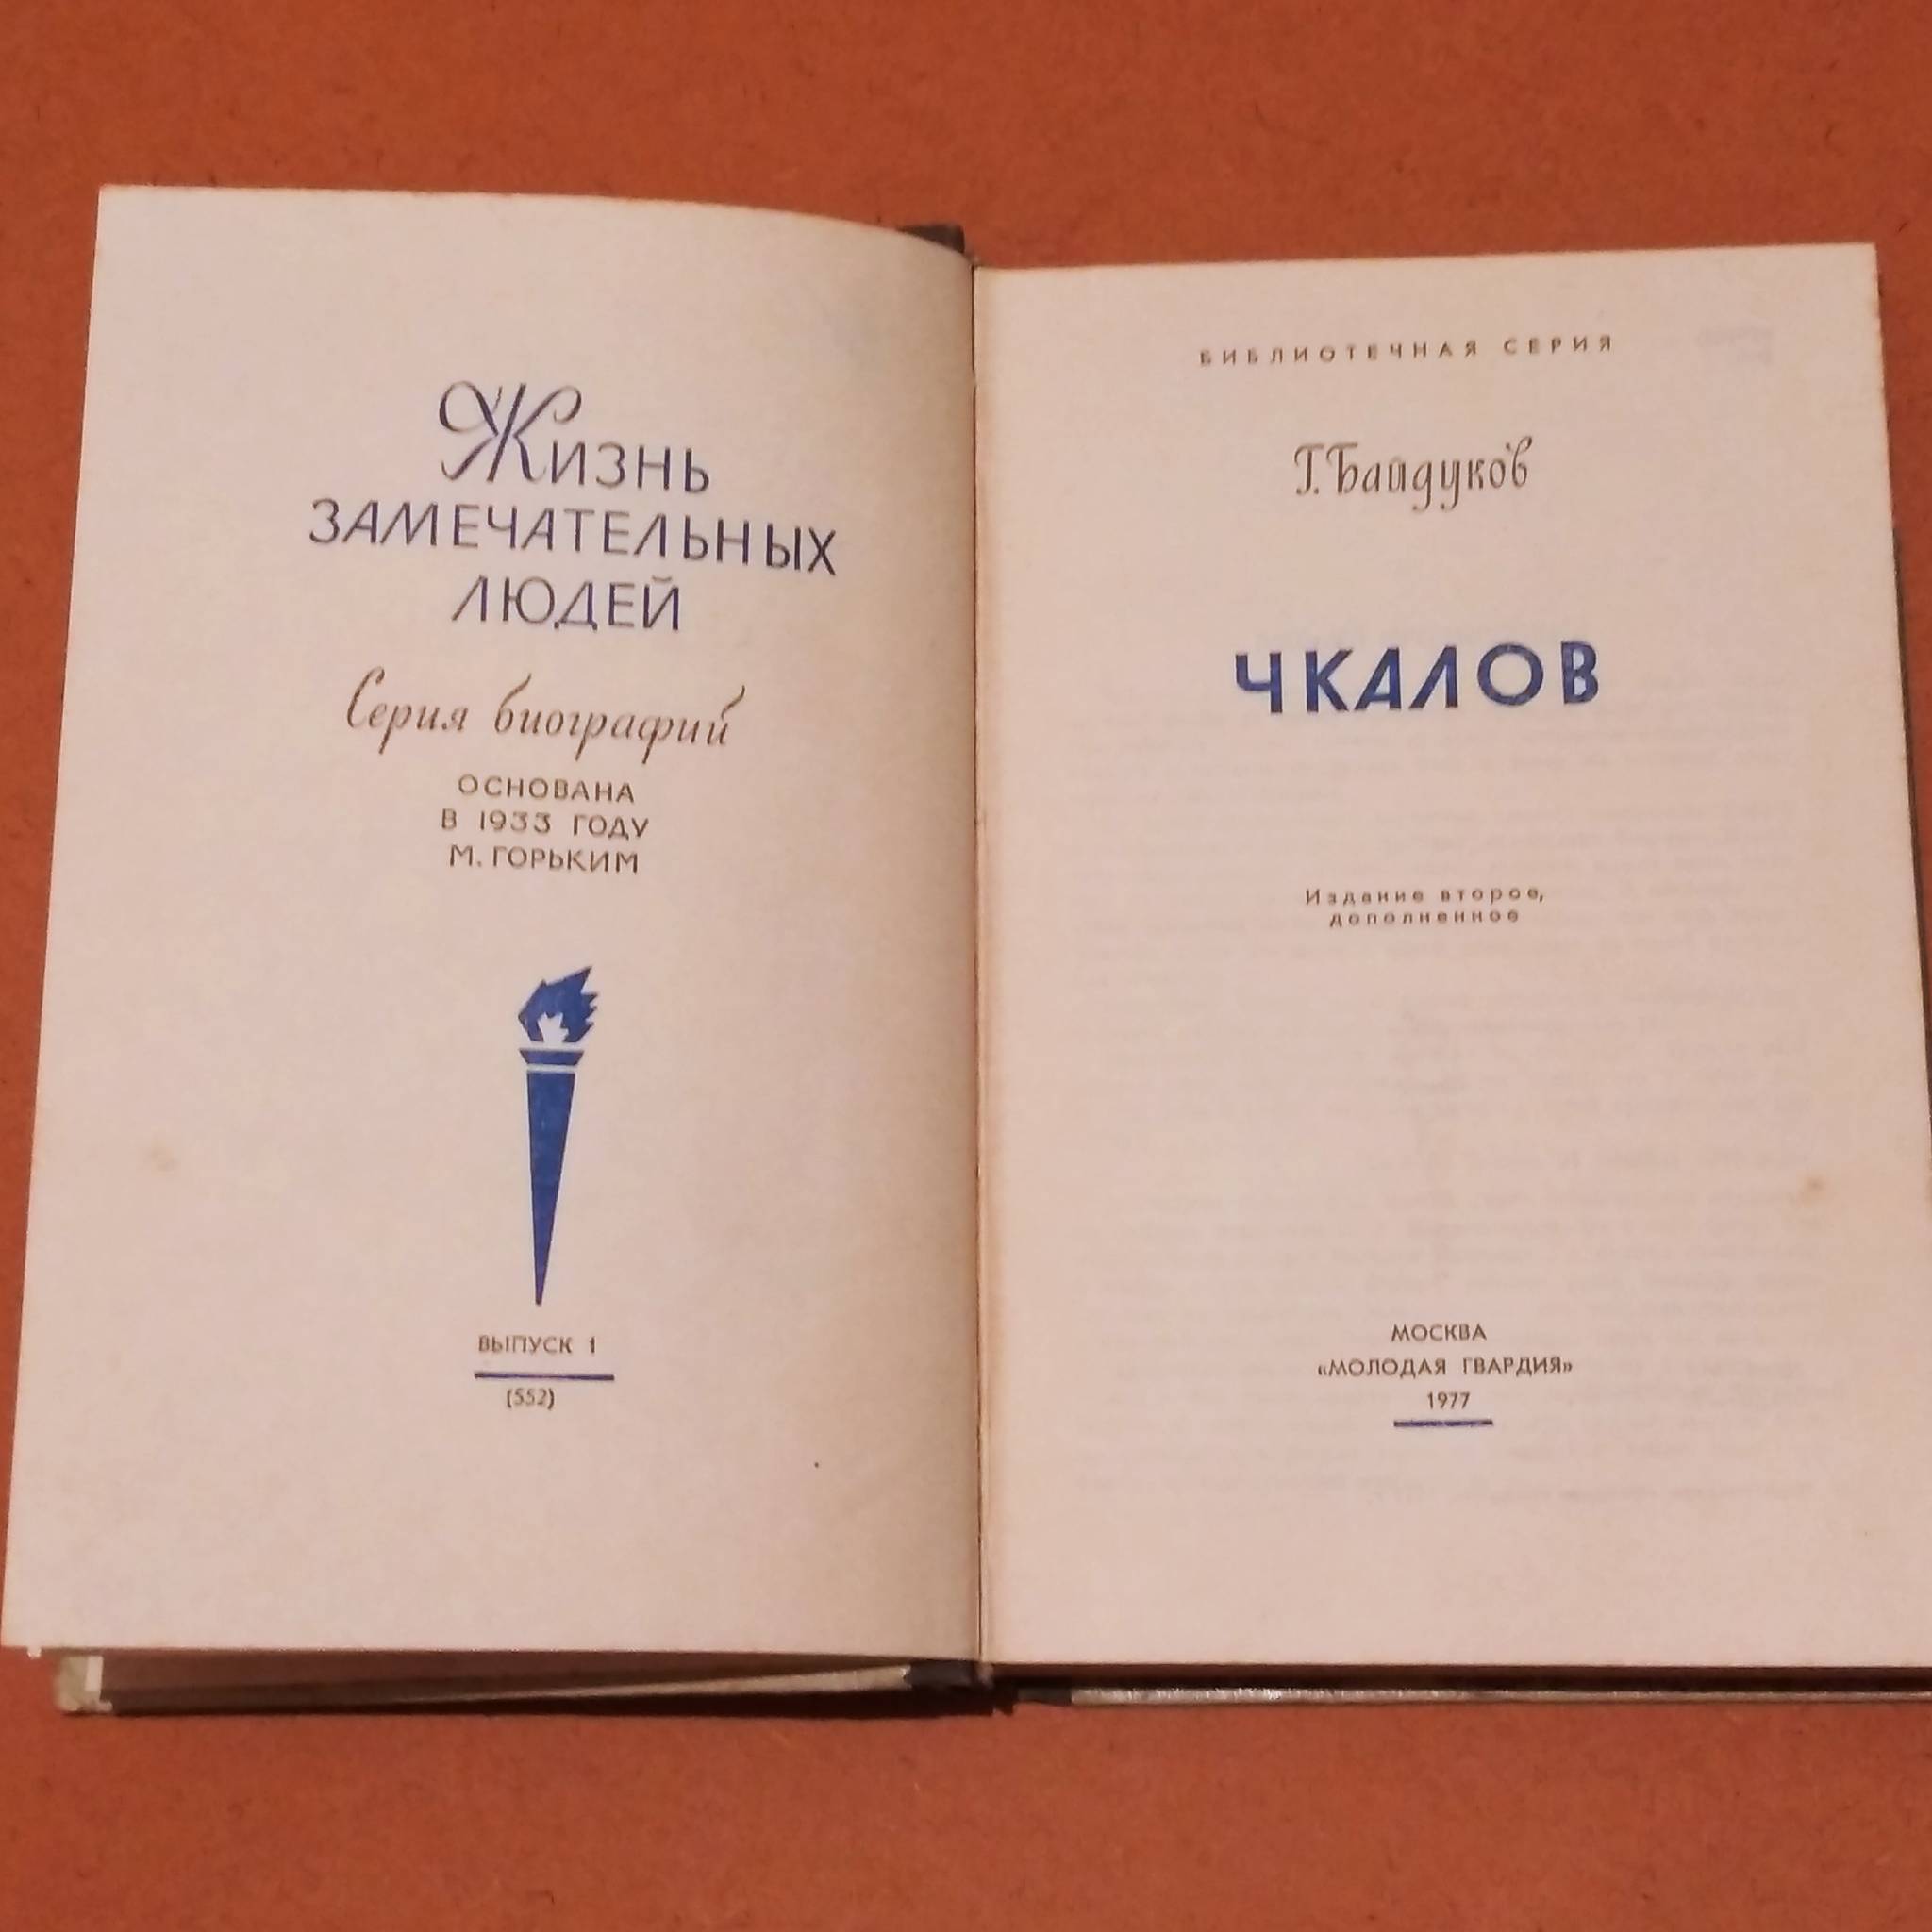 Жизнь
ЗАМЕЧАТЕЛЬНЫХ
ЛЮДЕЙ
Серия биографий
ОСНОВАНА
В 1933 ГОДУ
М. ГОРЬКИМ
ВЫПУСК 1
(552)
БИБЛИОТЕЧНАЯ СЕРИЯ
Г. Байдуков
ЧКАЛОВ
Издание второе,
дополненное
МОСКВА
«МОЛОДАЯ ГВАРДИЯ»
1977